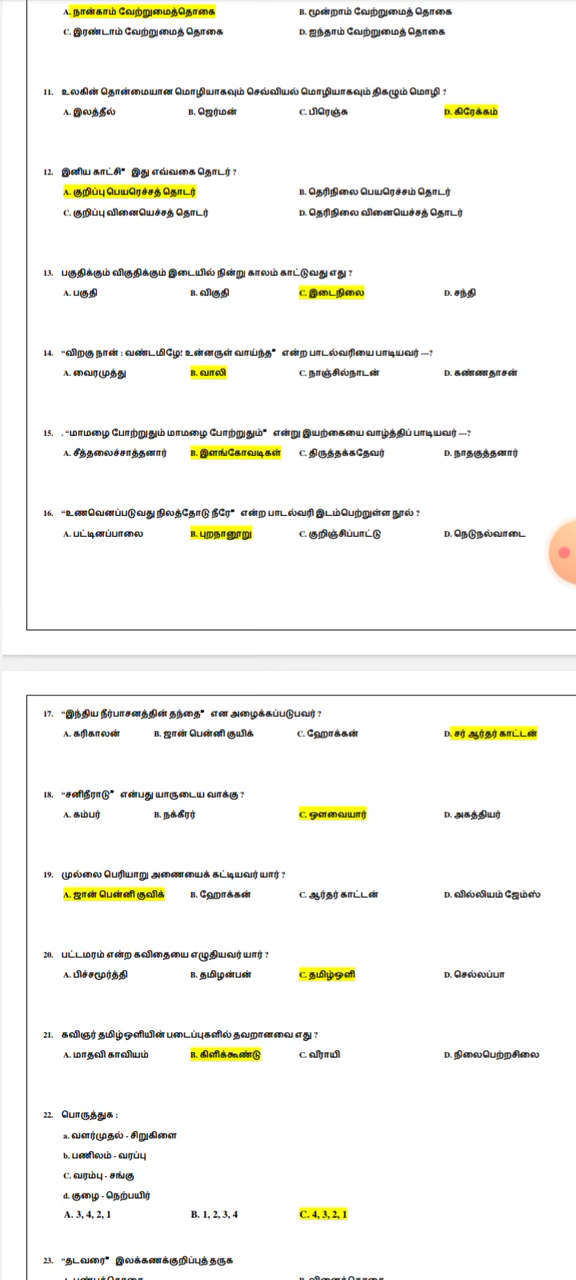 A. நான்காம் வேற்றுமைத்தொகை B. மூன்றாம் வேற்றுமைத் தொகை
C. இரண்டாம் வேற்றுமைத் தொகை D. ஐந்தாம் வேற்றுமைத் தொகை
11. உலகின் தொன்மையான மொழியாகவும் செவ்வியல் மொழியாகவும் திகழும் மொழி ?
A. இலத்தீல் B. ஜெர்மன் C. பிரெஞ்சு D. கிரேக்கம்
12. இனிய காட்சி" இது எவ்வகை தொடர் ?
A. குறிப்பு பெயரெச்சத் தொடர் B. தெரிநிலை பெயரெச்சம் தொடர்
C. குறிப்பு வினையெச்சத் தொடர் D. தெரிநிலை வினையெச்சத் தொடர்
13. பகுதிக்கும் விகுதிக்கும் இடையில் நின்று காலம் காட்டுவது எது ?
A. பகுதி B. விகுதி C. இடைநிலை D. சந்தி
14. "விறகு நான் : வண்டமிழே! உன்னருள் வாய்ந்த" என்ற பாடல்வரியை பாடியவர் ---?
A. வைரமுத்து B. வாலி C. நாஞ்சில்நாடன் D. கண்ணதாசன்
15. . "மாமழை போற்றுதும் மாமழை போற்றுதும்" என்று இயற்கையை வாழ்த்திப் பாடியவர் ---?
A. சீத்தலைச்சாத்தனார் B. இளங்கோவடிகள் C. திருத்தக்கதேவர் D. நாதகுத்தனார்
16. "உணவெனப்படுவது நிலத்தோடு நீரே" என்ற பாடல்வரி இடம்பெற்றுள்ள நூல் ?
A. பட்டினப்பாலை B. புறநானூறு C. குறிஞ்சிப்பாட்டு D. நெடுநல்வாடை
17. "இந்திய நீர்பாசனத்தின் தந்தை" என அழைக்கப்படுபவர் ?
A. கரிகாலன் B. ஜான் பென்னி குயிக் C. ஹோக்கன் D. சர் ஆர்தர் காட்டன்
18. "சனிநீராடு" என்பது யாருடைய வாக்கு ?
A. கம்பர் B. நக்கீரர் C. ஔவையார் D. அகத்தியர்
19. முல்லை பெரியாறு அணையைக் கட்டியவர் யார் ?
A. ஜான் பென்னி குவிக் B. ஹோக்கன் C. ஆர்தர் காட்டன் D. வில்லியம் ஜேம்ஸ்
20. பட்டமரம் என்ற கவிதையை எழுதியவர் யார் ?
A. பிச்சமூர்த்தி B. தமிழன்பன் C. தமிழ்ஒளி D. செல்லப்பா
21. கவிஞர் தமிழ்ஒளியின் படைப்புகளில் தவறானவை எது ?
A. மாதவி காவியம் B. கிளிக்கூண்டு C. வீராயி D. நிலைபெற்றசிலை
22. பொருத்துக :
a. வளர்முதல் - சிறுகிளை
b. பணிலம் - வரப்பு
C. வரம்பு - சங்கு
d. குழை - நெற்பயிர்
A. 3, 4, 2, 1 B. 1, 2, 3, 4 C. 4, 3, 2, 1
23. "தடவரை" இலக்கணக்குறிப்புத் தருக